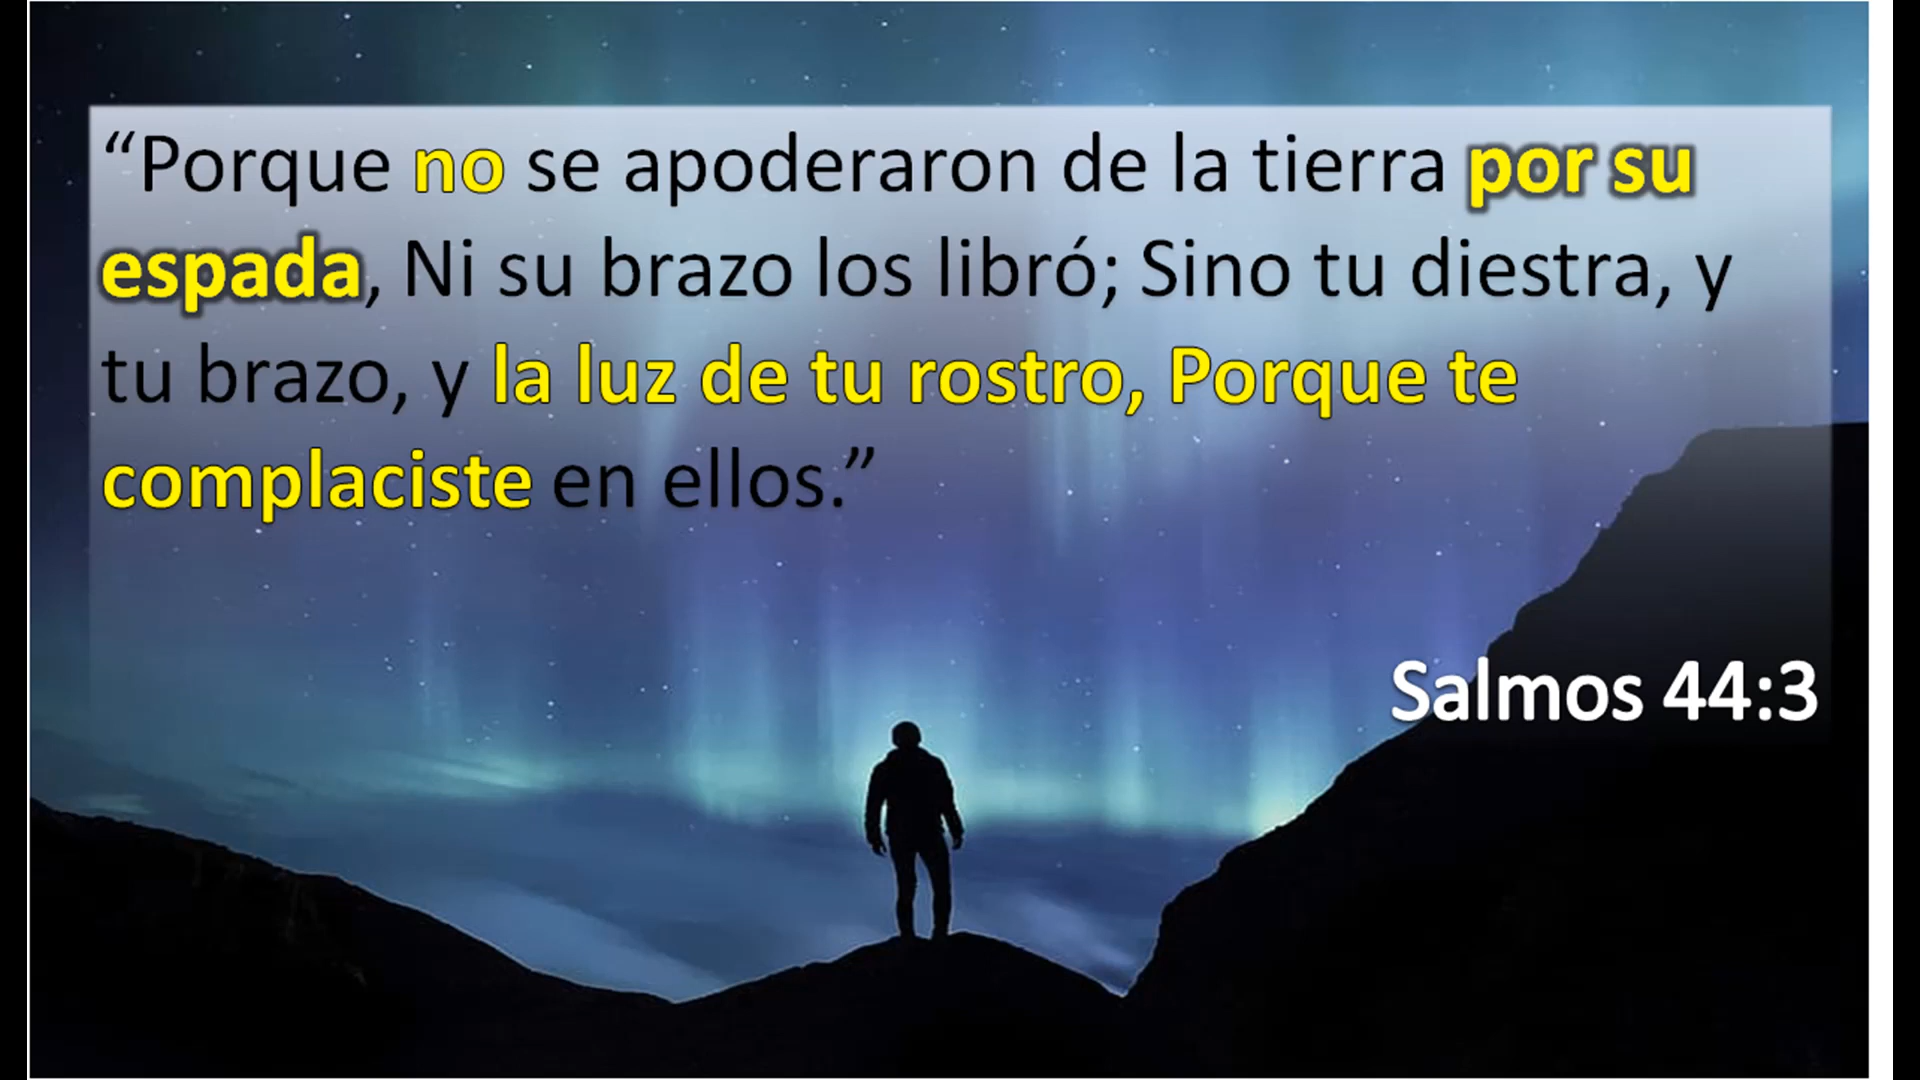 “Porque no se apoderaron de la tierra por su
espada, Ni su brazo los libró; Sino tu diestra, y
tu brazo, y la luz de tu rostro, Porque te
complaciste en ellos.”
Salmos 44:3